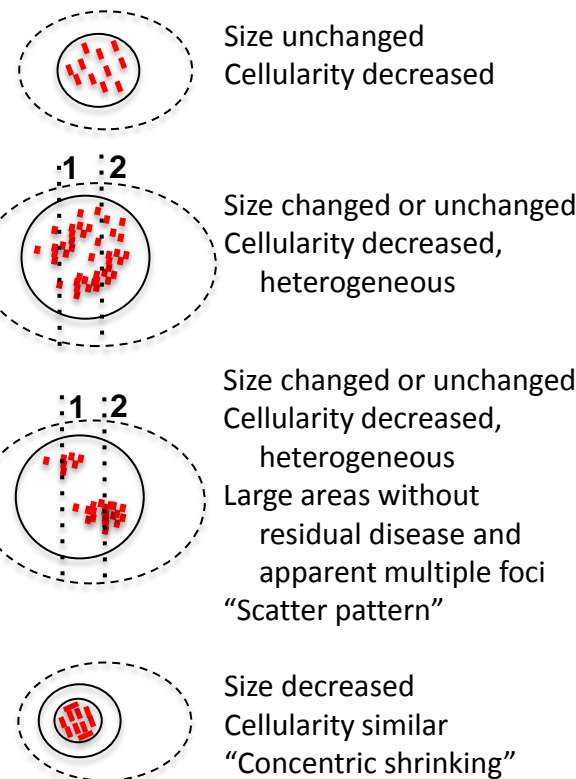 Size unchanged
Cellularity decreased
1 2
Size changed or unchanged
Cellularity decreased,
heterogeneous
1 2
Size changed or unchanged
Cellularity decreased,
heterogeneous
Large areas without
residual disease and
apparent multiple foci
“Scatter pattern”
Size decreased
Cellularity similar
“Concentric shrinking”